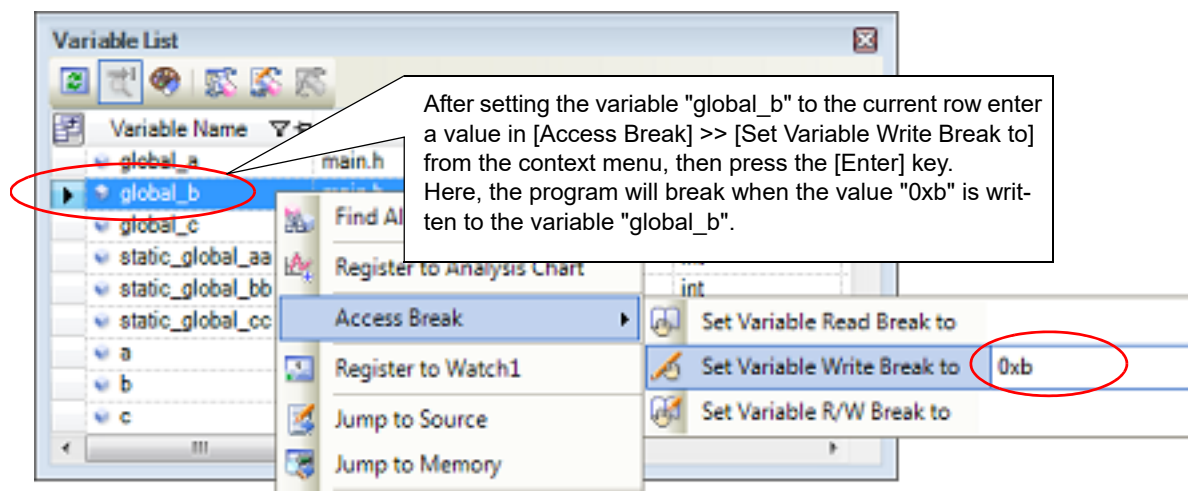 Variable List
After setting the variable "global_b" to the current row enter
a value in [Access Break] >> [Set Variable Write Break to]
from the context menu, then press the [Enter] key.
Here, the program will break when the value "0xb" is writ-
ten to the variable "global_b".
Variable Name
global_a main.h
global_b main.h
global_c
static_global_aa
static_global_bb int
static_global_cc
a
b
c
Find Al
Register to Analysis Chart
Access Break
Register to Watch1
Jump to Source
Jump to Memory
Set Variable Read Break to
Set Variable Write Break to 0xb
Set Variable R/W Break to